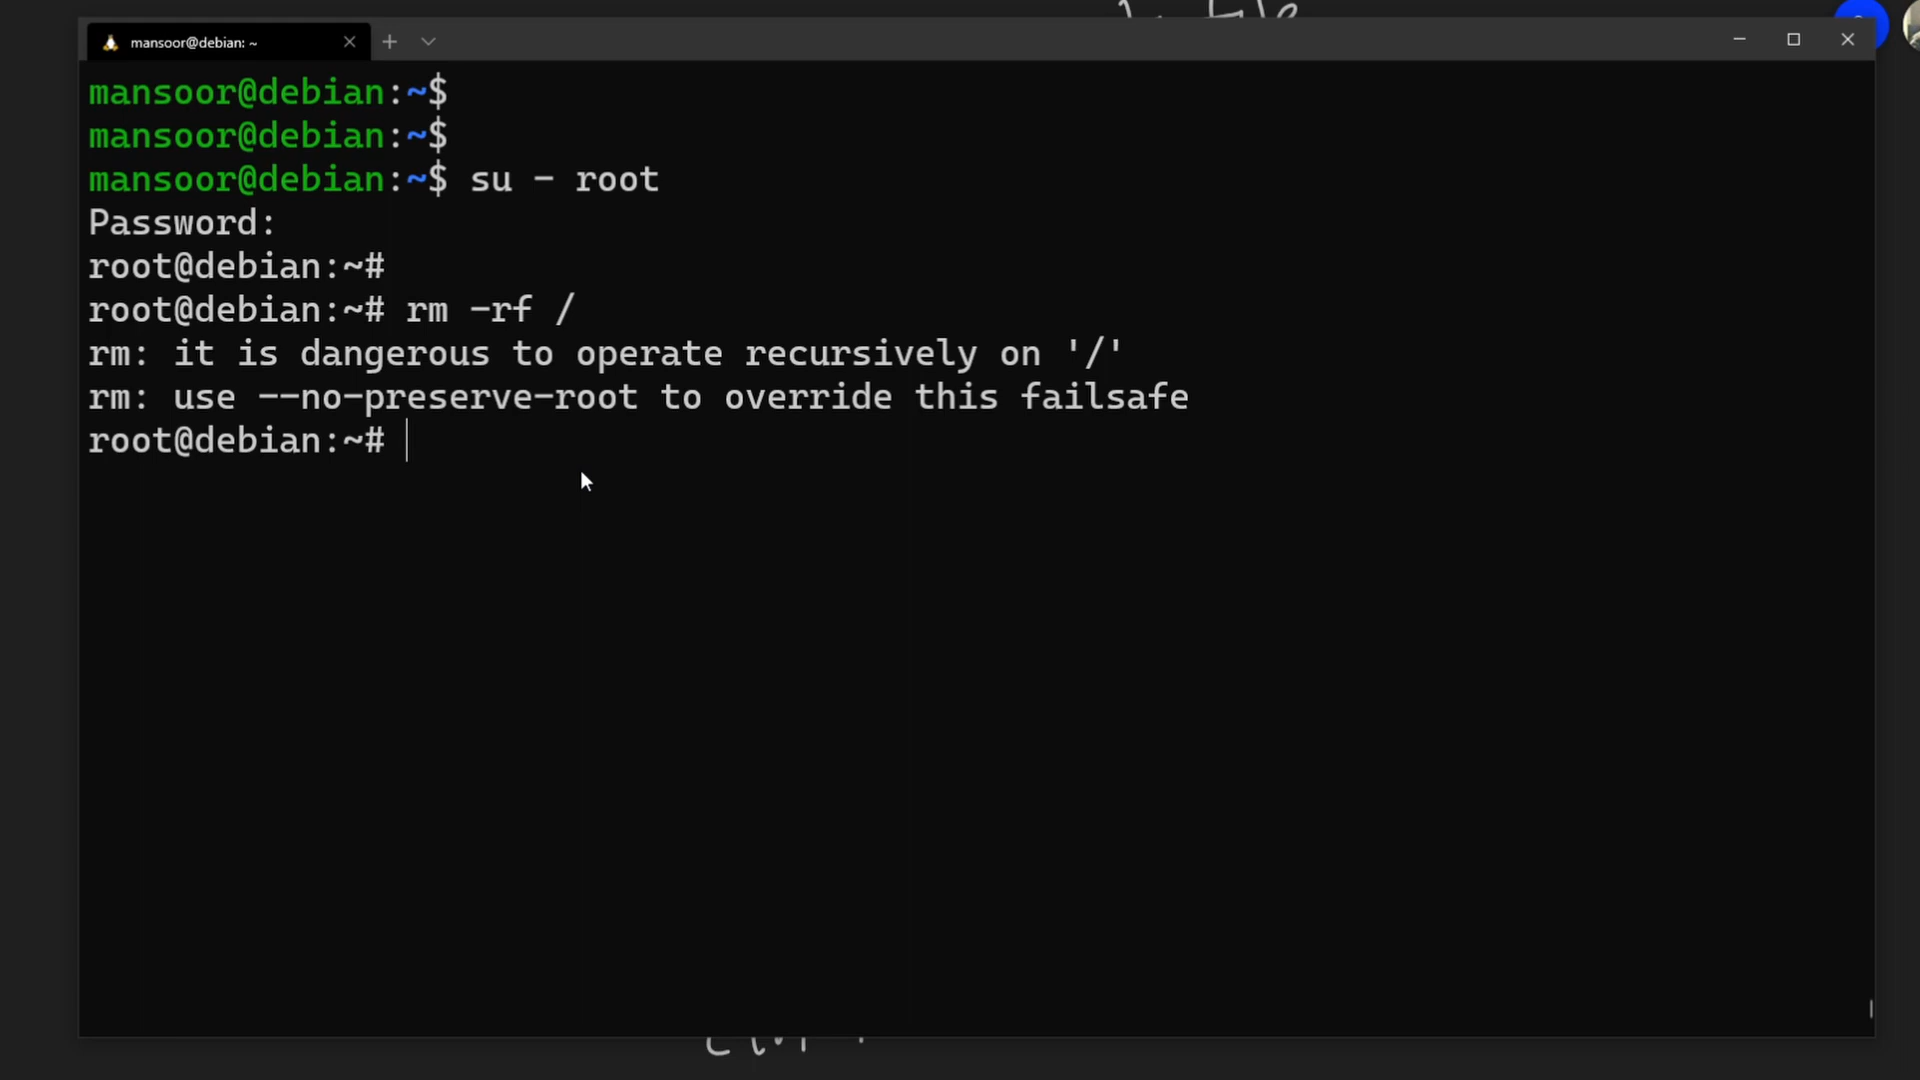 mansoor@debian: ~
mansoor@debian:~$
mansoor@debian:~$
mansoor@debian:~$ su - root
Password:
root@debian:~#
root@debian:~# rm -rf /
rm: it is dangerous to operate recursively on '/'
rm: use --no-preserve-root to override this failsafe
root@debian:~#